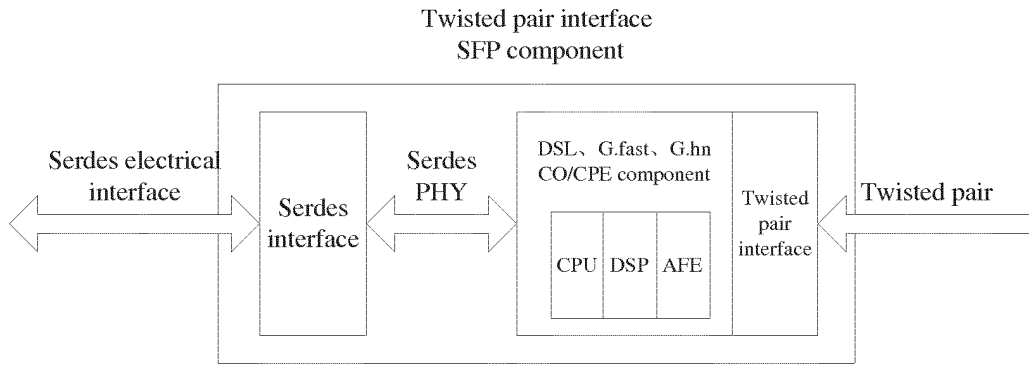 Twisted pair interface
SFP component
Serdes electrical
interface
Serdes
interface
Serdes
PHY
DSL、G.fast、G.hn
CO/CPE component
CPU
DSP
AFE
Twisted
pair
interface
Twisted pair